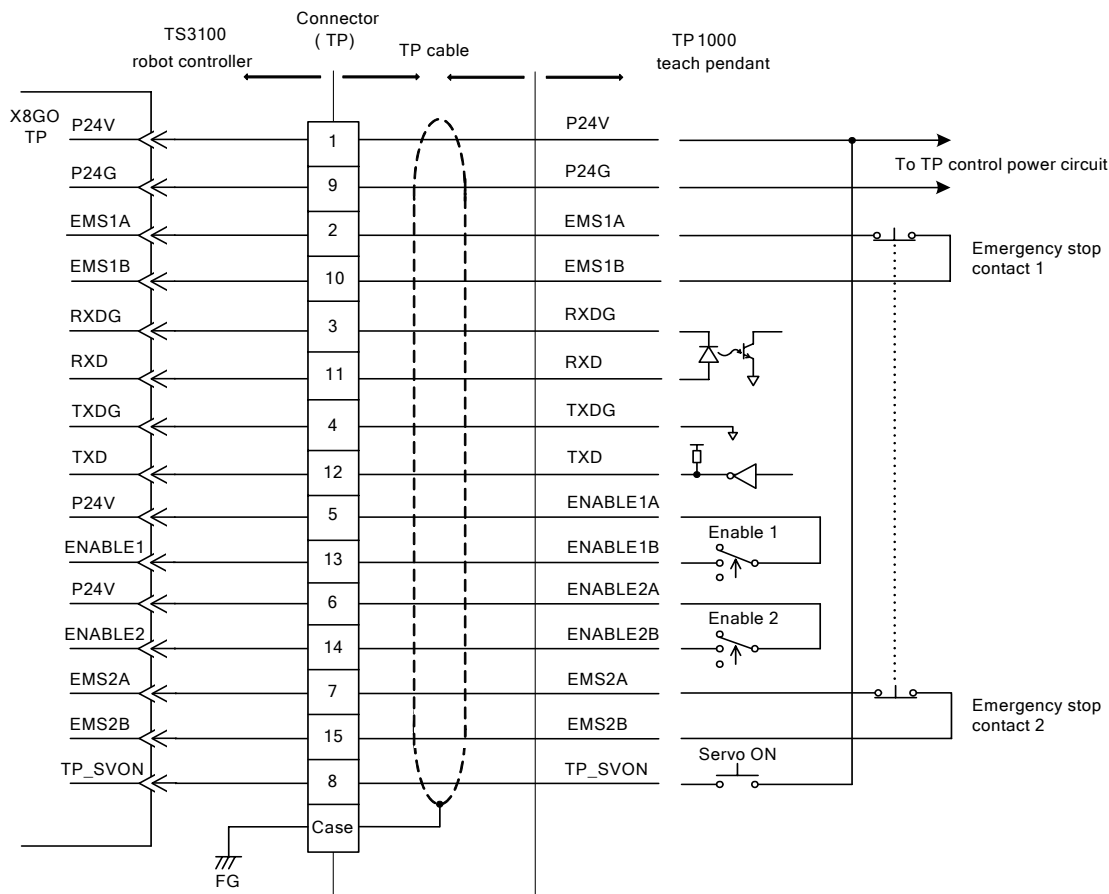 Connector
( TP)
TS3100
robot controller
TP cable
TP1000
teach pendant
X8GO
TP
P24V
1
P24V
To TP control power circuit
P24G
9
P24G
EMS1A
2
EMS1A
Emergency stop
contact 1
EMS1B
10
EMS1B
RXDG
3
RXDG
RXD
11
RXD
TXDG
4
TXDG
TXD
12
TXD
P24V
5
ENABLE1A
Enable 1
ENABLE1
13
ENABLE1B
P24V
6
ENABLE2A
Enable 2
ENABLE2
14
ENABLE2B
EMS2A
7
EMS2A
Emergency stop
contact 2
EMS2B
15
EMS2B
Servo ON
TP_SVON
8
TP_SVON
Case
FG